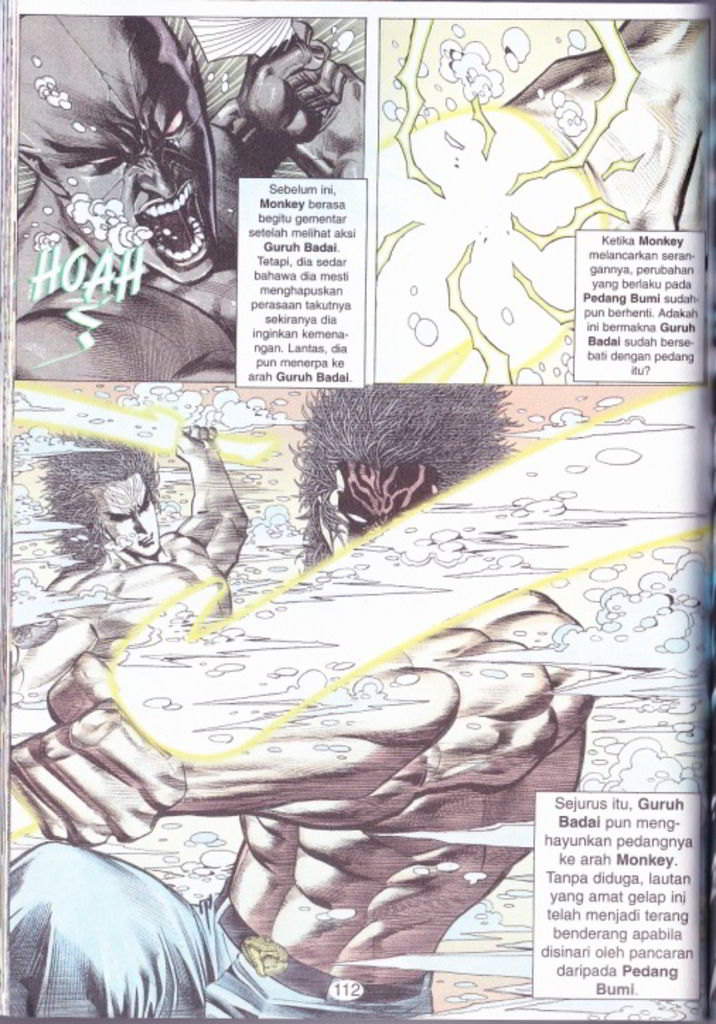 HOAH
Sebelum ini,
Monkey berasa
begitu gementar
setelah melihat aksi
Guruh Badai.
Tetapi, dia sedar
bahawa dia mesti
menghapuskan
perasaan takutnya
sekiranya dia
inginkan kemena-
ngan. Lantas, dia
pun menerpa ke
arah Guruh Badai.
Ketika Monkey
melancarkan seran-
gannya, perubahan
yang berlaku pada
Pedang Bumi sudah-
pun berhenti. Adakah
ini bermakna Guruh
Badai sudah berse-
bati dengan pedang
itu?
Sejurus itu, Guruh
Badai pun meng-
hayunkan pedangnya
ke arah Monkey.
Tanpa diduga, lautan
yang amat gelap ini
telah menjadi terang
benderang apabila
disinari oleh pancaran
daripada Pedang
Bumi.
112